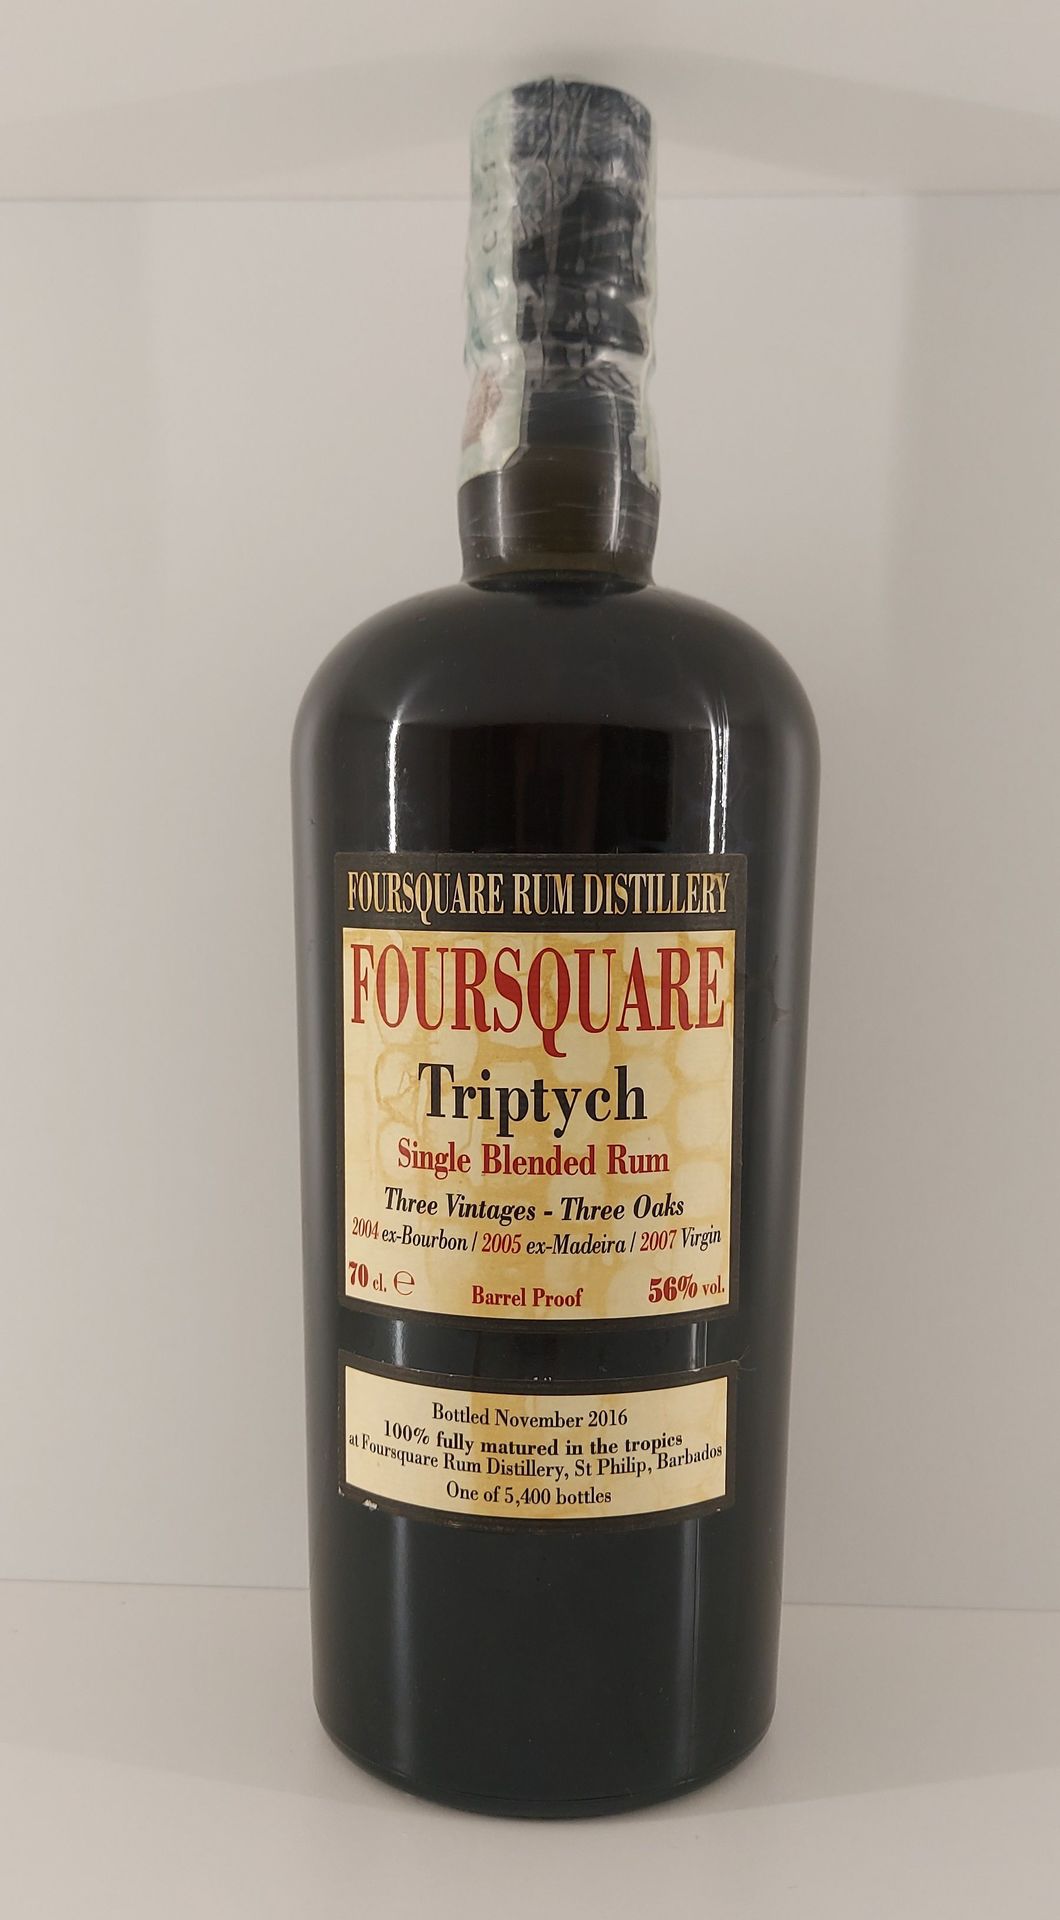 FOURSQUARE RUM DISTILLERY
FOURSQUARE
Triptych
Single Blended Rum
Three Vintages - Three Oaks
2004 ex-Bourbon / 2005 ex-Madeira / 2007 Virgin
70 cl. ℮ Barrel Proof 56% vol.
Bottled November 2016
100% fully matured in the tropics
at Foursquare Rum Distillery, St Philip, Barbados
One of 5,400 bottles